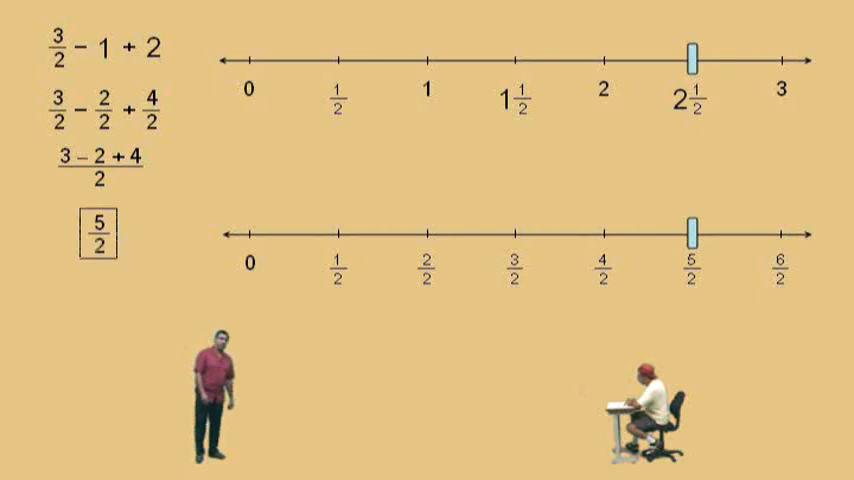 3/2 − 1 + 2
3/2 − 2/2 + 4/2
3 − 2 + 4
2
5/2
0 1/2 1 1 1/2 2 2 1/2 3
0 1/2 2/2 3/2 4/2 5/2 6/2